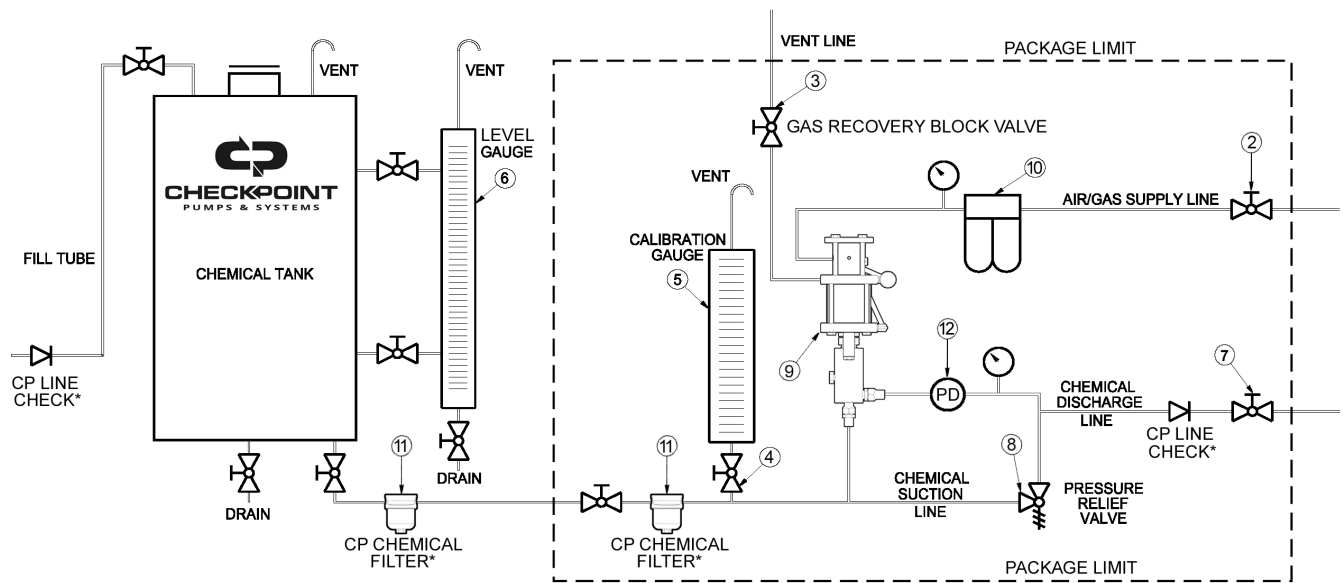 VENT LINE
PACKAGE LIMIT
VENT
VENT
3
GAS RECOVERY BLOCK VALVE
LEVEL
GAUGE
6
2
10
CP
CHECKPOINT
PUMPS & SYSTEMS
VENT
AIR/GAS SUPPLY LINE
FILL TUBE
CHEMICAL TANK
CALIBRATION
GAUGE
5
12
9
PD
7
CP LINE
CHECK*
CHEMICAL
DISCHARGE
LINE
CP LINE
CHECK*
11
11
4
8
DRAIN
DRAIN
CHEMICAL
SUCTION
LINE
PRESSURE
RELIEF
VALVE
CP CHEMICAL
FILTER*
CP CHEMICAL
FILTER*
PACKAGE LIMIT